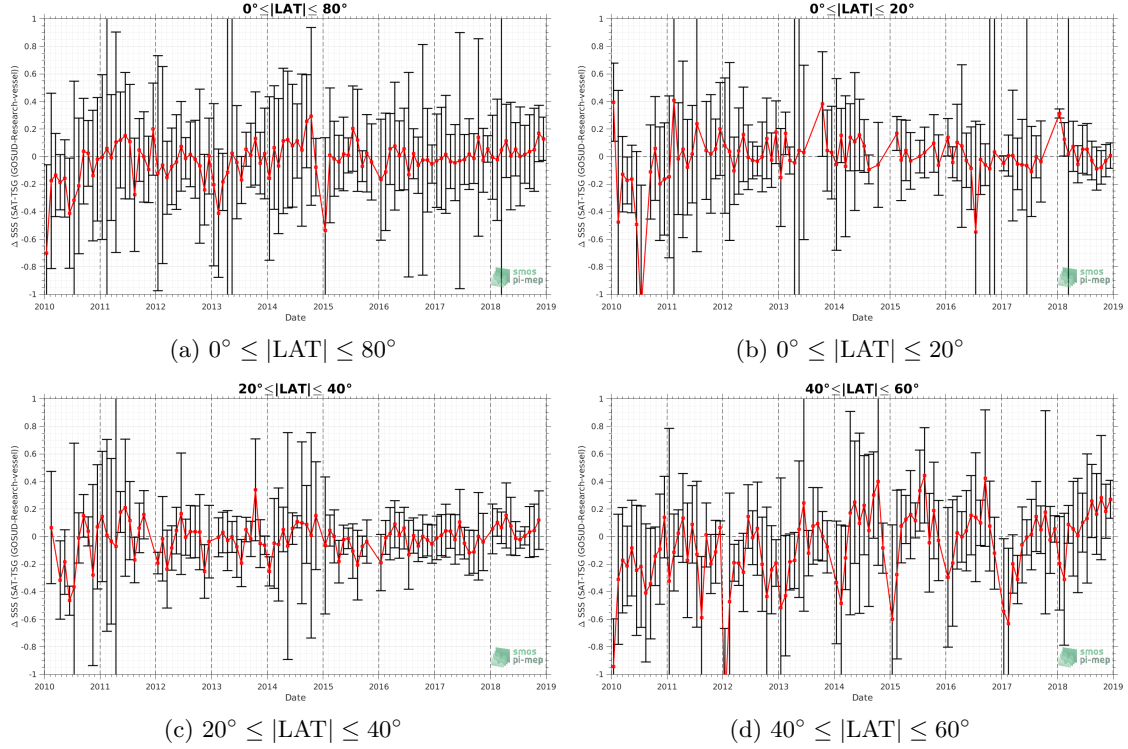 0°≤|LAT|≤ 80°
Δ SSS (SAT-TSG (GOSUD-Research-vessel))
1
0.8
0.6
0.4
0.2
0
-0.2
-0.4
-0.6
-0.8
-1
2010 2011 2012 2013 2014 2015 2016 2017 2018 2019
Date
smos
pi-mep
(a) 0° ≤ |LAT| ≤ 80°
0°≤|LAT|≤ 20°
Δ SSS (SAT-TSG (GOSUD-Research-vessel))
1
0.8
0.6
0.4
0.2
0
-0.2
-0.4
-0.6
-0.8
-1
2010 2011 2012 2013 2014 2015 2016 2017 2018 2019
Date
smos
pi-mep
(b) 0° ≤ |LAT| ≤ 20°
20°≤|LAT|≤ 40°
Δ SSS (SAT-TSG (GOSUD-Research-vessel))
1
0.8
0.6
0.4
0.2
0
-0.2
-0.4
-0.6
-0.8
-1
2010 2011 2012 2013 2014 2015 2016 2017 2018 2019
Date
smos
pi-mep
(c) 20° ≤ |LAT| ≤ 40°
40°≤|LAT|≤ 60°
Δ SSS (SAT-TSG (GOSUD-Research-vessel))
1
0.8
0.6
0.4
0.2
0
-0.2
-0.4
-0.6
-0.8
-1
2010 2011 2012 2013 2014 2015 2016 2017 2018 2019
Date
smos
pi-mep
(d) 40° ≤ |LAT| ≤ 60°